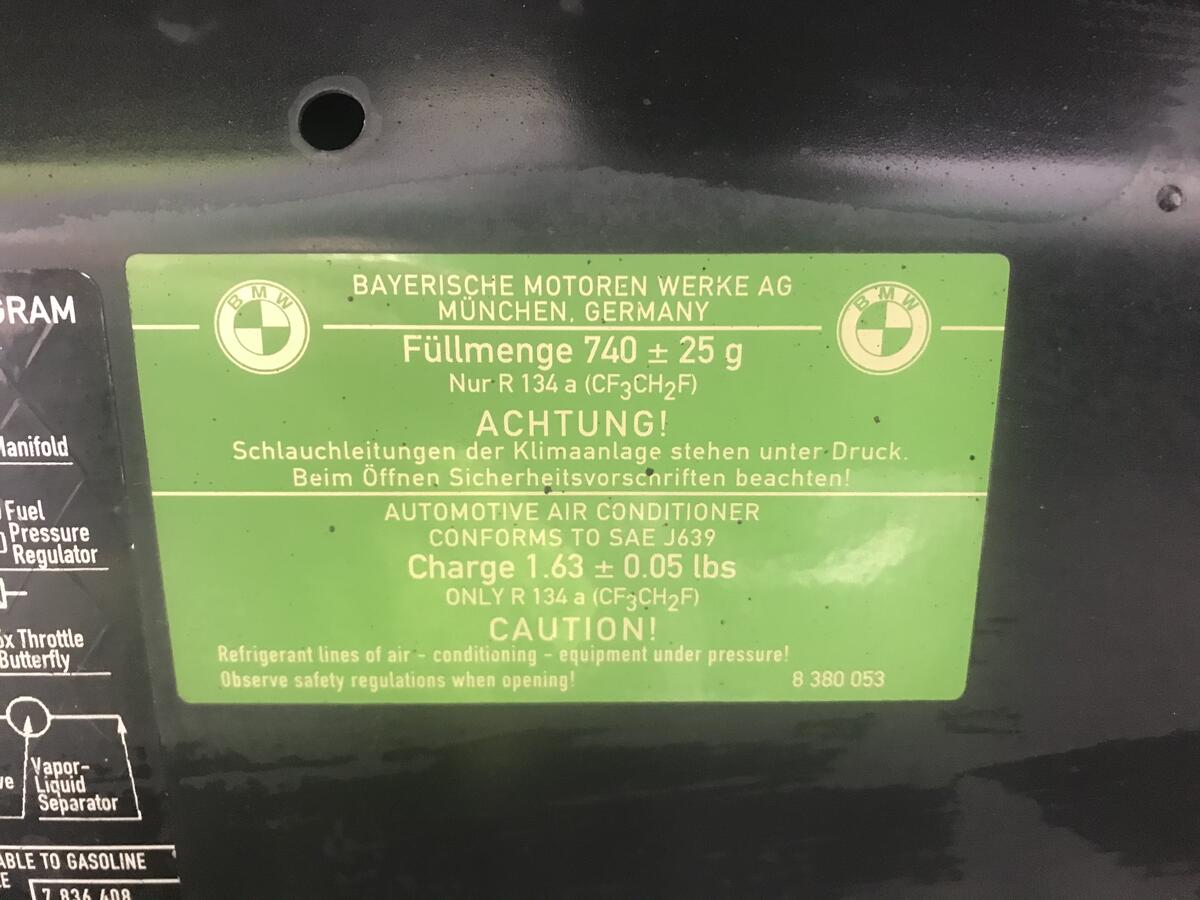 BMW
BMW
BAYERISCHE MOTOREN WERKE AG
MÜNCHEN, GERMANY
Füllmenge 740 ± 25 g
Nur R 134 a (CF₃CH₂F)
ACHTUNG!
Schlauchleitungen der Klimaanlage stehen unter Druck.
Beim Öffnen Sicherheitsvorschriften beachten!
AUTOMOTIVE AIR CONDITIONER
CONFORMS TO SAE J639
Charge 1.63 ± 0.05 lbs
ONLY R 134 a (CF₃CH₂F)
CAUTION!
Refrigerant lines of air - conditioning - equipment under pressure!
Observe safety regulations when opening!
8 380 053
Fuel
Pressure
Regulator
6x Throttle
Butterfly
Vapor-
Liquid
Separator
TO GASOLINE
7 836 408